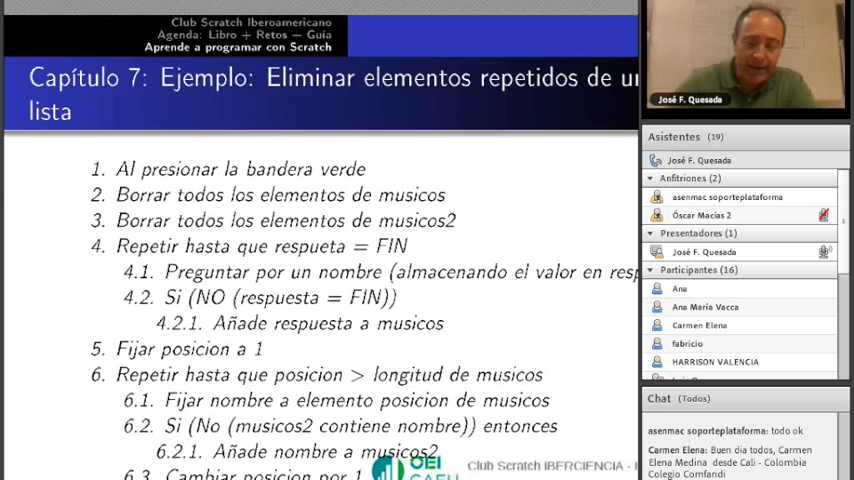 Club Scratch Iberoamericano
Agenda: Libro + Retos + Guía
Aprende a programar con Scratch
Capítulo 7: Ejemplo: Eliminar elementos repetidos de un
lista
1. Al presionar la bandera verde
2. Borrar todos los elementos de musicos
3. Borrar todos los elementos de musicos2
4. Repetir hasta que respueta = FIN
4.1. Preguntar por un nombre (almacenando el valor en resp
4.2. Si (NO (respuesta = FIN))
4.2.1. Añade respuesta a musicos
5. Fijar posicion a 1
6. Repetir hasta que posicion > longitud de musicos
6.1. Fijar nombre a elemento posicion de musicos
6.2. Si (No (musicos2 contiene nombre)) entonces
6.2.1. Añade nombre a musicos2
6.3. Cambiar posicion por 1
OEI
CAEU
Club Scratch IBERCIENCIA -
José F. Quesada
Asistentes (19)
José F. Quesada
Anfitriones (2)
asenmac soporteplataforma
Óscar Macías 2
Presentadores (1)
José F. Quesada
Participantes (16)
Ana
Ana María Vacca
Carmen Elena
fabricio
HARRISON VALENCIA
Chat (Todos)
asenmac soporteplataforma: todo ok
Carmen Elena: Buen dia todos, Carmen
Elena Medina desde Cali - Colombia
Colegio Comfandi